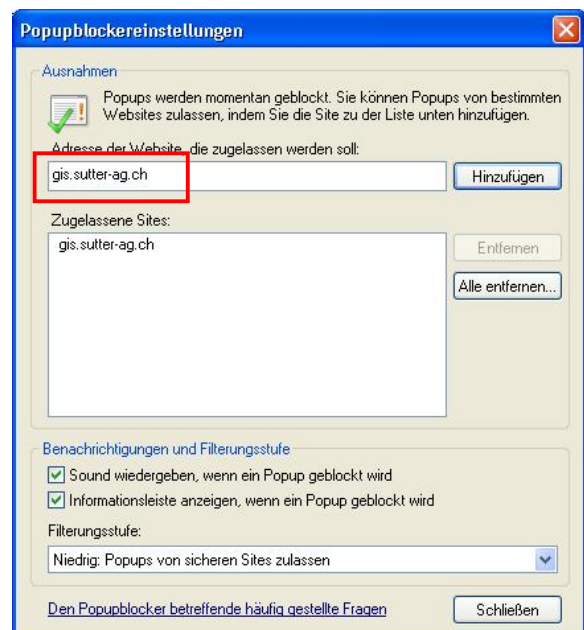 Popupblockereinstellungen
Ausnahmen
Popups werden momentan geblockt. Sie können Popups von bestimmten
Websites zulassen, indem Sie die Site zu der Liste unten hinzufügen.
Adresse der Website, die zugelassen werden soll:
gis.sutter-ag.ch
Hinzufügen
Zugelassene Sites:
gis.sutter-ag.ch
Entfernen
Alle entfernen...
Benachrichtigungen und Filterungsstufe
Sound wiedergeben, wenn ein Popup geblockt wird
Informationsleiste anzeigen, wenn ein Popup geblockt wird
Filterungsstufe:
Niedrig: Popups von sicheren Sites zulassen
Den Popupblocker betreffende häufig gestellte Fragen
Schließen